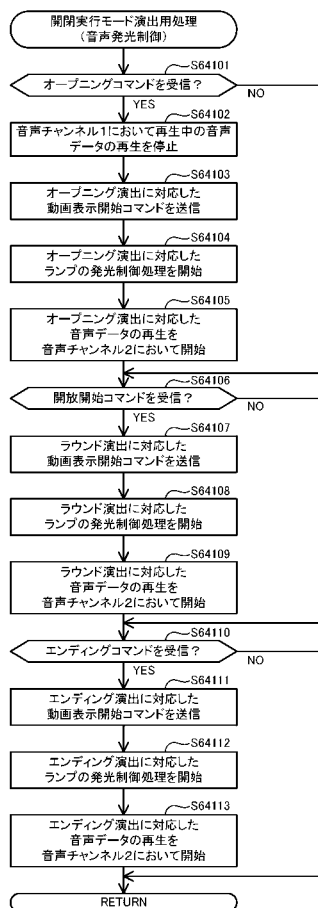 開閉実行モード演出用処理
(音声発光制御)
S64101
オープニングコマンドを受信?
NO
YES
S64102
音声チャンネル1において再生中の音声
データの再生を停止
S64103
オープニング演出に対応した
動画表示開始コマンドを送信
S64104
オープニング演出に対応した
ランプの発光制御処理を開始
S64105
オープニング演出に対応した
音声データの再生を
音声チャンネル2において開始
S64106
開放開始コマンドを受信?
NO
YES
S64107
ラウンド演出に対応した
動画表示開始コマンドを送信
S64108
ラウンド演出に対応した
ランプの発光制御処理を開始
S64109
ラウンド演出に対応した
音声データの再生を
音声チャンネル2において開始
S64110
エンディングコマンドを受信?
NO
YES
S64111
エンディング演出に対応した
動画表示開始コマンドを送信
S64112
エンディング演出に対応した
ランプの発光制御処理を開始
S64113
エンディング演出に対応した
音声データの再生を
音声チャンネル2において開始
RETURN